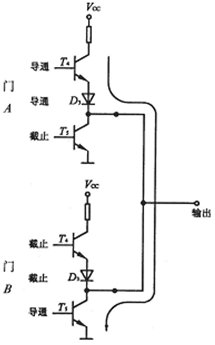 Vcc
导通 T4
门 导通 D3
A
截止 T5
Vcc
输出
截止 T4
门 截止 D3
B
导通 T5